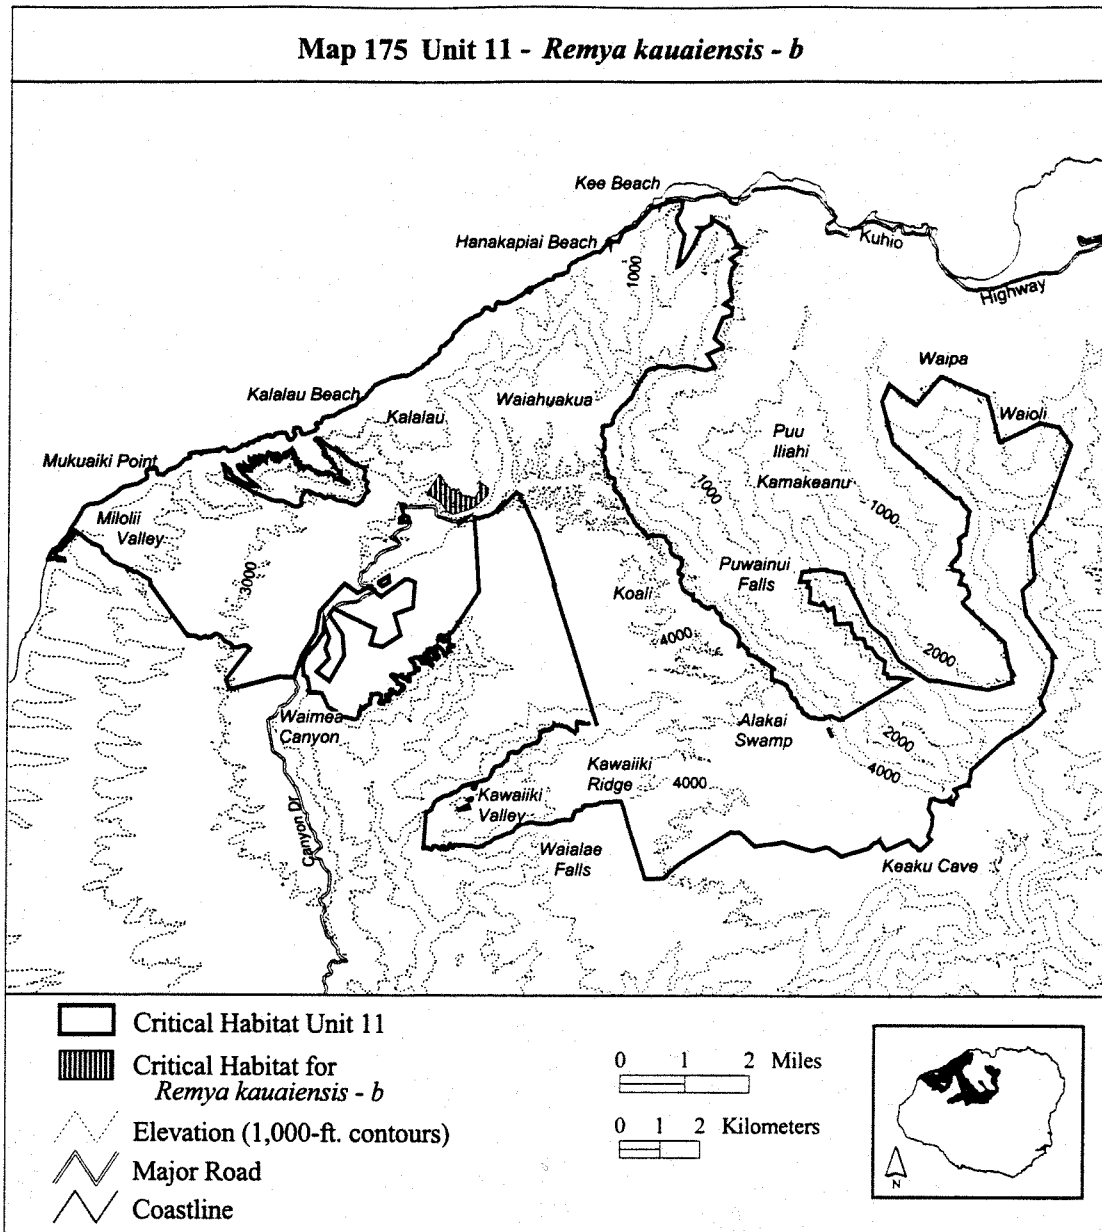 Map 175 Unit 11 - Remya kauaiensis - b
Kee Beach
Hanakapiai Beach
Kuhio
Highway
1000
Waipa
Kalalau Beach
Waiahuakua
Kalalau
Waioli
Puu
Iliahi
Mukuaiki Point
Kamakeanu
1000
1000
Milolii
Valley
3000
Puwainui
Falls
Koali
4000
2000
Waimea
Canyon
Alakai
Swamp
2000
Kawaiiki
Ridge
4000
4000
Kawaiiki
Valley
Canyon Dr
Waialae
Falls
Keaku Cave
Critical Habitat Unit 11
Critical Habitat for
Remya kauaiensis - b
Elevation (1,000-ft. contours)
Major Road
Coastline
0 1 2 Miles
0 1 2 Kilometers
N